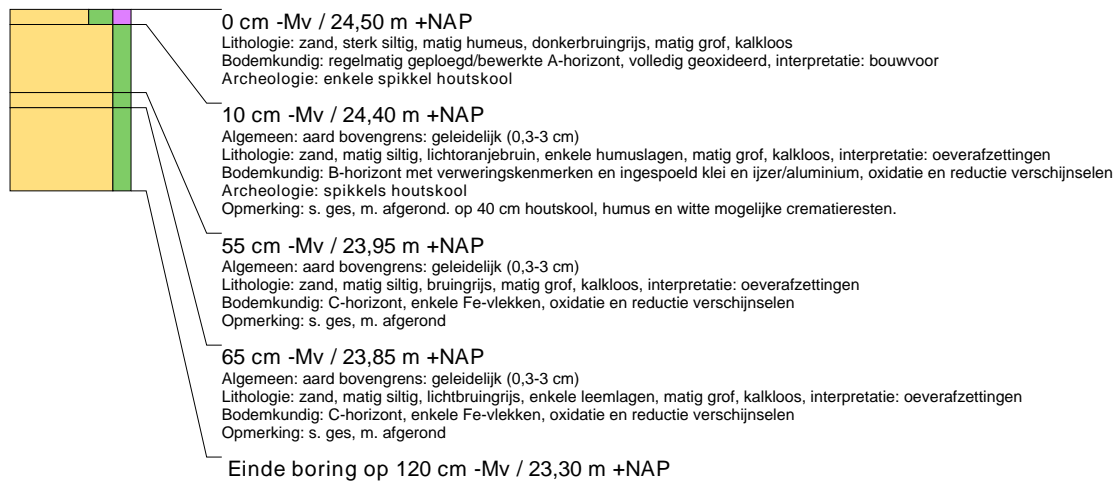 0 cm -Mv / 24,50 m +NAP
Lithologie: zand, sterk siltig, matig humeus, donkerbruingrijs, matig grof, kalkloos
Bodemkundig: regelmatig geploegd/bewerkte A-horizont, volledig geoxideerd, interpretatie: bouwvoor
Archeologie: enkele spikkel houtskool
10 cm -Mv / 24,40 m +NAP
Algemeen: aard bovengrens: geleidelijk (0,3-3 cm)
Lithologie: zand, matig siltig, lichtoranjebruin, enkele humuslagen, matig grof, kalkloos, interpretatie: oeverafzettingen
Bodemkundig: B-horizont met verweringskenmerken en ingespoeld klei en ijzer/aluminium, oxidatie en reductie verschijnselen
Archeologie: spikkels houtskool
Opmerking: s. ges, m. afgerond. op 40 cm houtskool, humus en witte mogelijke crematieresten.
55 cm -Mv / 23,95 m +NAP
Algemeen: aard bovengrens: geleidelijk (0,3-3 cm)
Lithologie: zand, matig siltig, bruingrijs, matig grof, kalkloos, interpretatie: oeverafzettingen
Bodemkundig: C-horizont, enkele Fe-vlekken, oxidatie en reductie verschijnselen
Opmerking: s. ges, m. afgerond
65 cm -Mv / 23,85 m +NAP
Algemeen: aard bovengrens: geleidelijk (0,3-3 cm)
Lithologie: zand, matig siltig, lichtbruingrijs, enkele leemlagen, matig grof, kalkloos, interpretatie: oeverafzettingen
Bodemkundig: C-horizont, enkele Fe-vlekken, oxidatie en reductie verschijnselen
Opmerking: s. ges, m. afgerond
Einde boring op 120 cm -Mv / 23,30 m +NAP